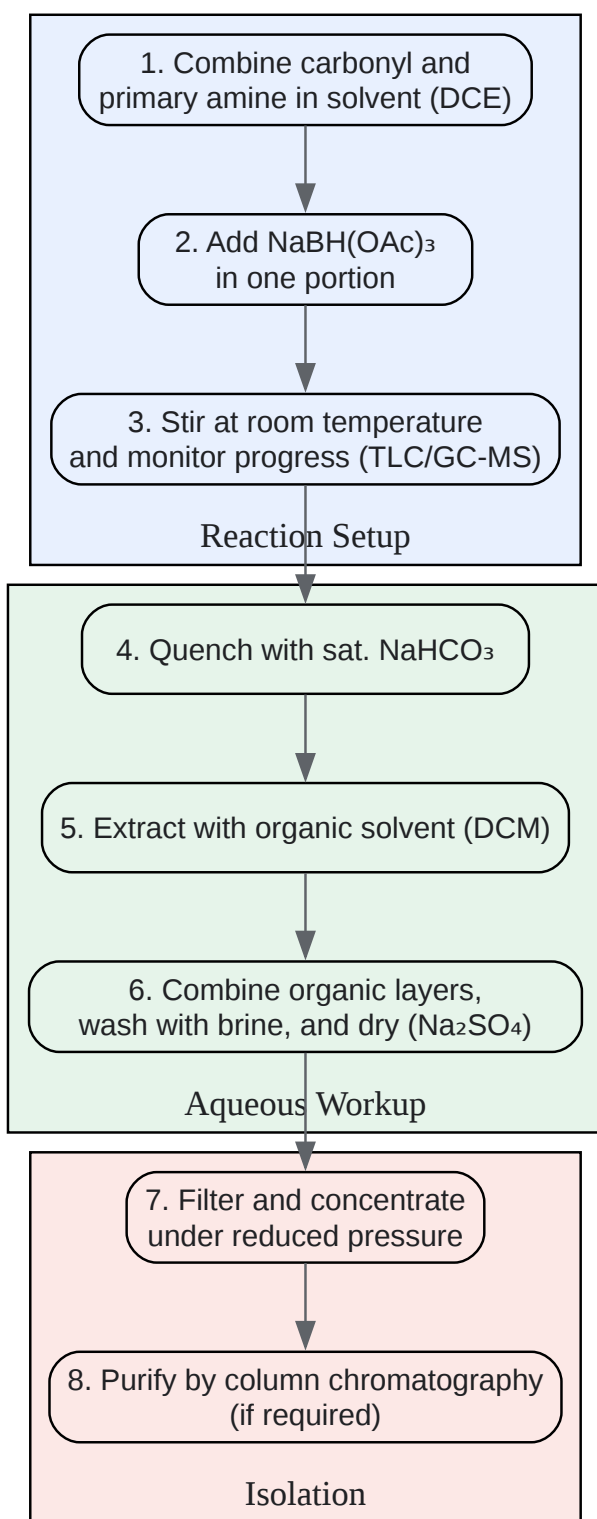 1. Combine carbonyl and
primary amine in solvent (DCE)
2. Add NaBH(OAc)₃
in one portion
3. Stir at room temperature
and monitor progress (TLC/GC-MS)
Reaction Setup
4. Quench with sat. NaHCO₃
5. Extract with organic solvent (DCM)
6. Combine organic layers,
wash with brine, and dry (Na₂SO₄)
Aqueous Workup
7. Filter and concentrate
under reduced pressure
8. Purify by column chromatography
(if required)
Isolation